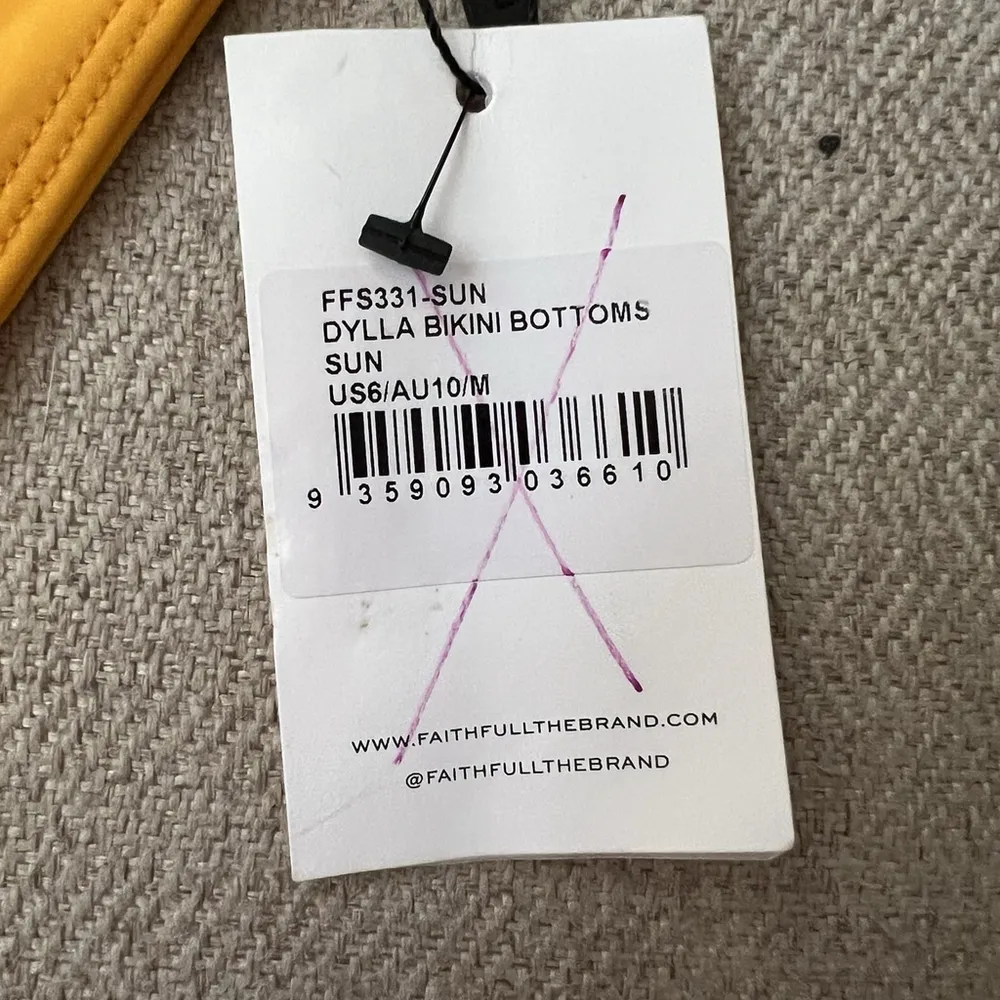 FFS331-SUN
DYLLA BIKINI BOTTOMS
SUN
US6/AU10/M
9 359093 036610
WWW.FAITHFULLTHEBRAND.COM
@FAITHFULLTHEBRAND